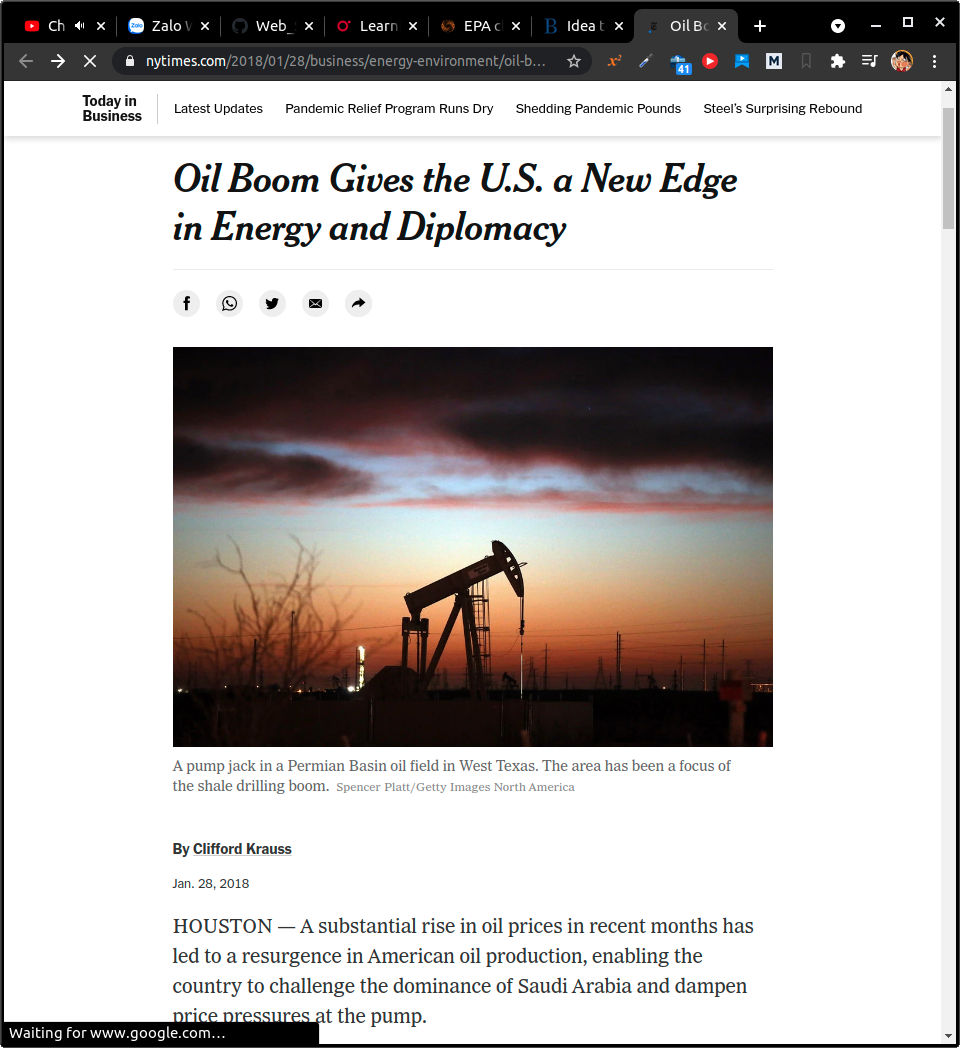 Ch
Zalo W
Web_
Learn
EPA cl
Idea t
Oil Bo
nytimes.com/2018/01/28/business/energy-environment/oil-b...
x²
41
M
Today in
Business
Latest Updates
Pandemic Relief Program Runs Dry
Shedding Pandemic Pounds
Steel's Surprising Rebound
Oil Boom Gives the U.S. a New Edge
in Energy and Diplomacy
A pump jack in a Permian Basin oil field in West Texas. The area has been a focus of
the shale drilling boom. Spencer Platt/Getty Images North America
By Clifford Krauss
Jan. 28, 2018
HOUSTON — A substantial rise in oil prices in recent months has
led to a resurgence in American oil production, enabling the
country to challenge the dominance of Saudi Arabia and dampen
price pressures at the pump.
Waiting for www.google.com...